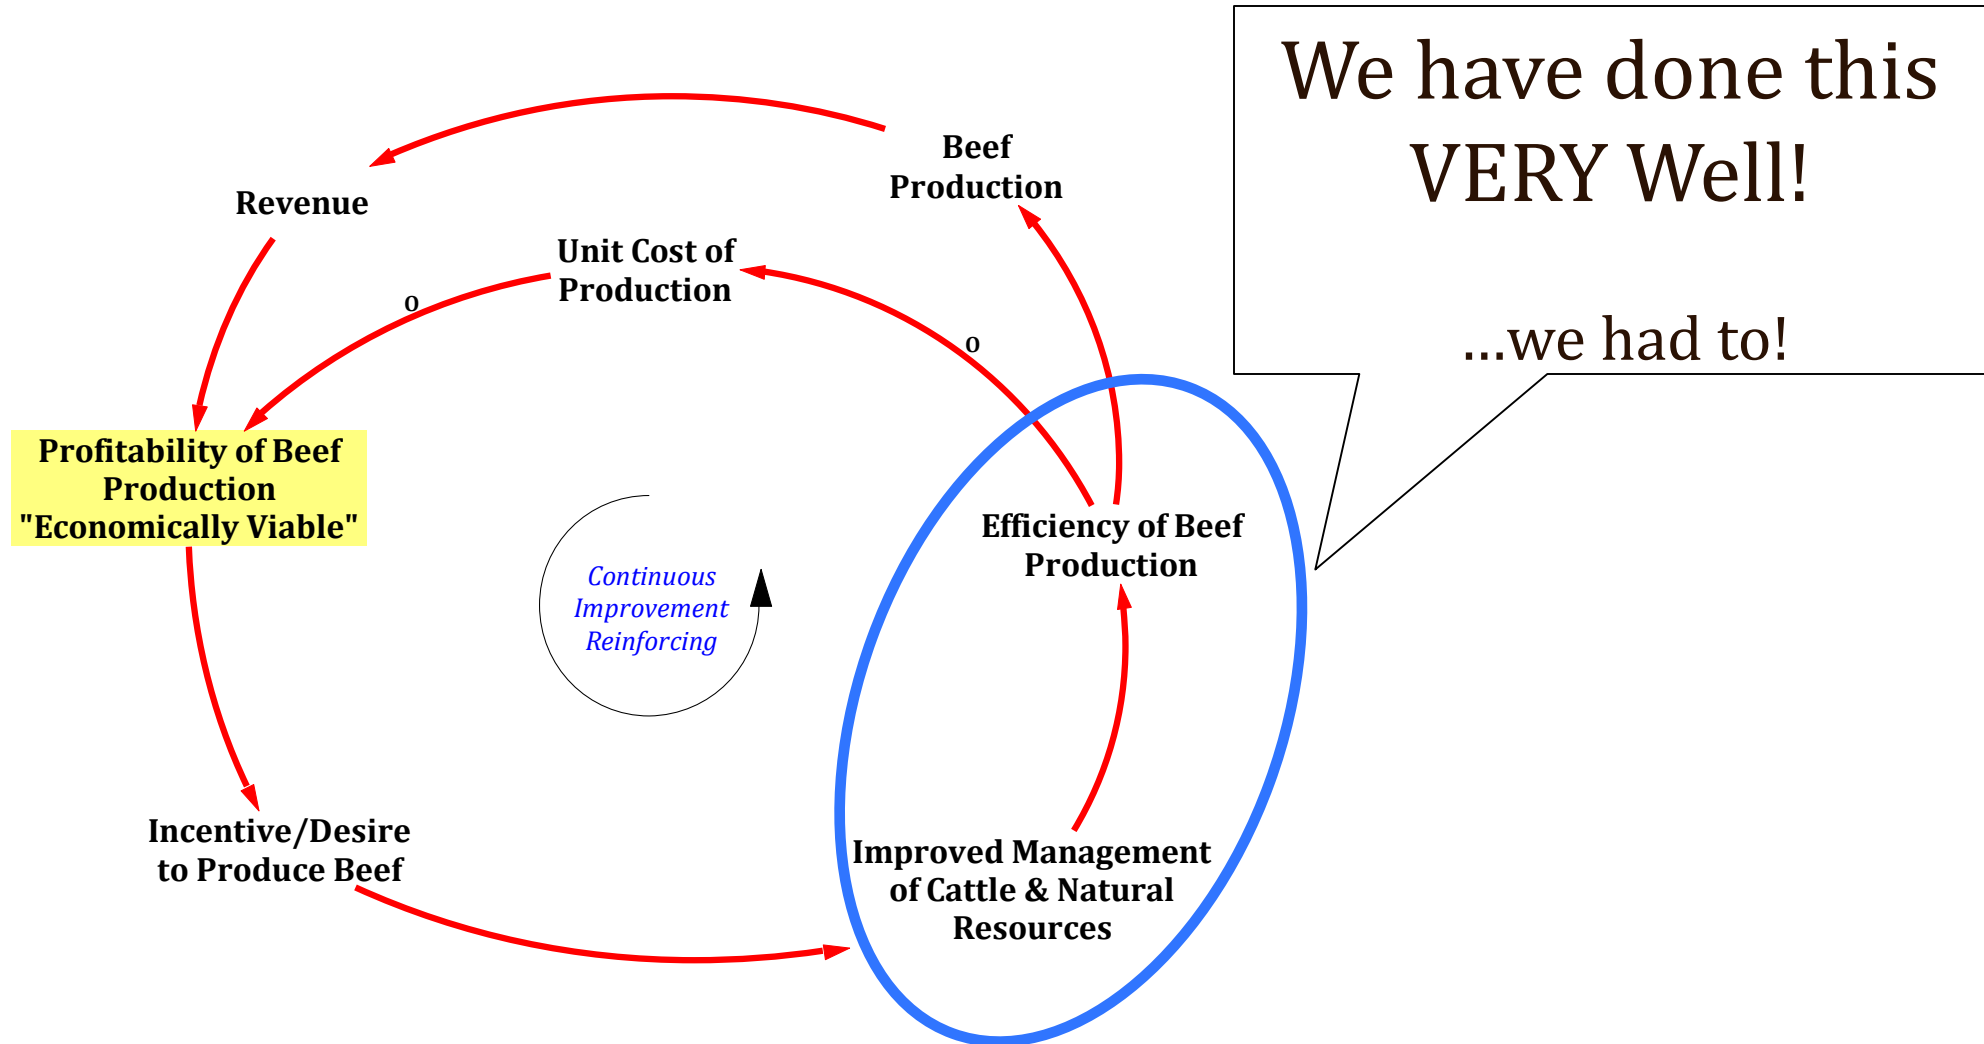 We have done this
VERY Well!
...we had to!
Beef
Production
Revenue
Unit Cost of
Production
o
o
Profitability of Beef
Production
"Economically Viable"
Efficiency of Beef
Production
Continuous
Improvement
Reinforcing
Incentive/Desire
to Produce Beef
Improved Management
of Cattle & Natural
Resources